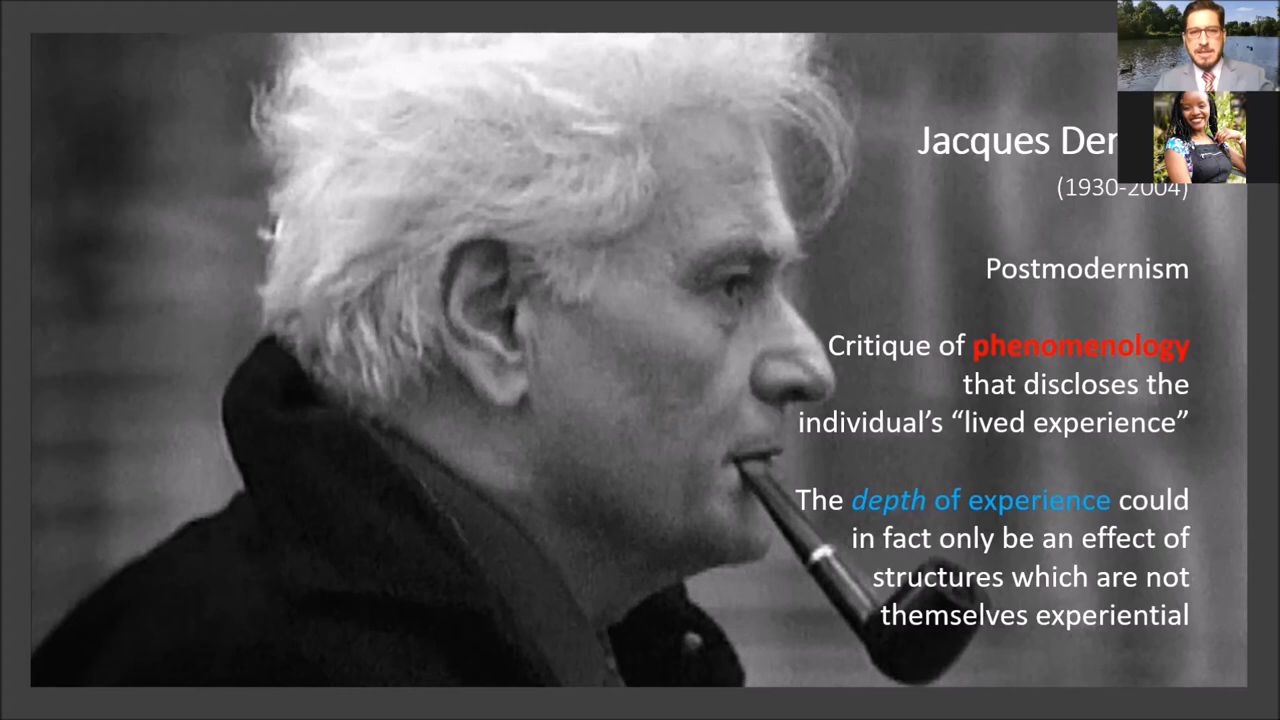 Jacques Der
(1930-2004)
Postmodernism
Critique of phenomenology
that discloses the
individual’s “lived experience”
The depth of experience could
in fact only be an effect of
structures which are not
themselves experiential